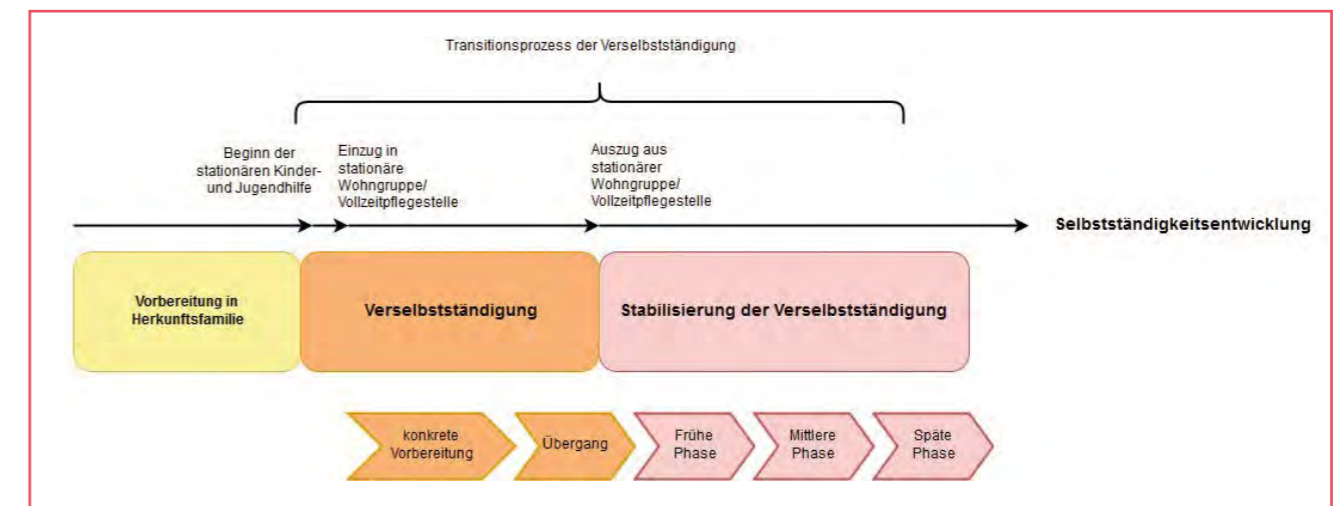 Transitionsprozess der Verselbstständigung
Beginn der
stationären Kinder-
und Jugendhilfe
Einzug in
stationäre
Wohngruppe/
Vollzeitpflegestelle
Auszug aus
stationärer
Wohngruppe/
Vollzeitpflegestelle
Selbstständigkeitsentwicklung
Vorbereitung in
Herkunftsfamilie
Verselbstständigung
Stabilisierung der Verselbstständigung
konkrete
Vorbereitung
Übergang
Frühe
Phase
Mittlere
Phase
Späte
Phase